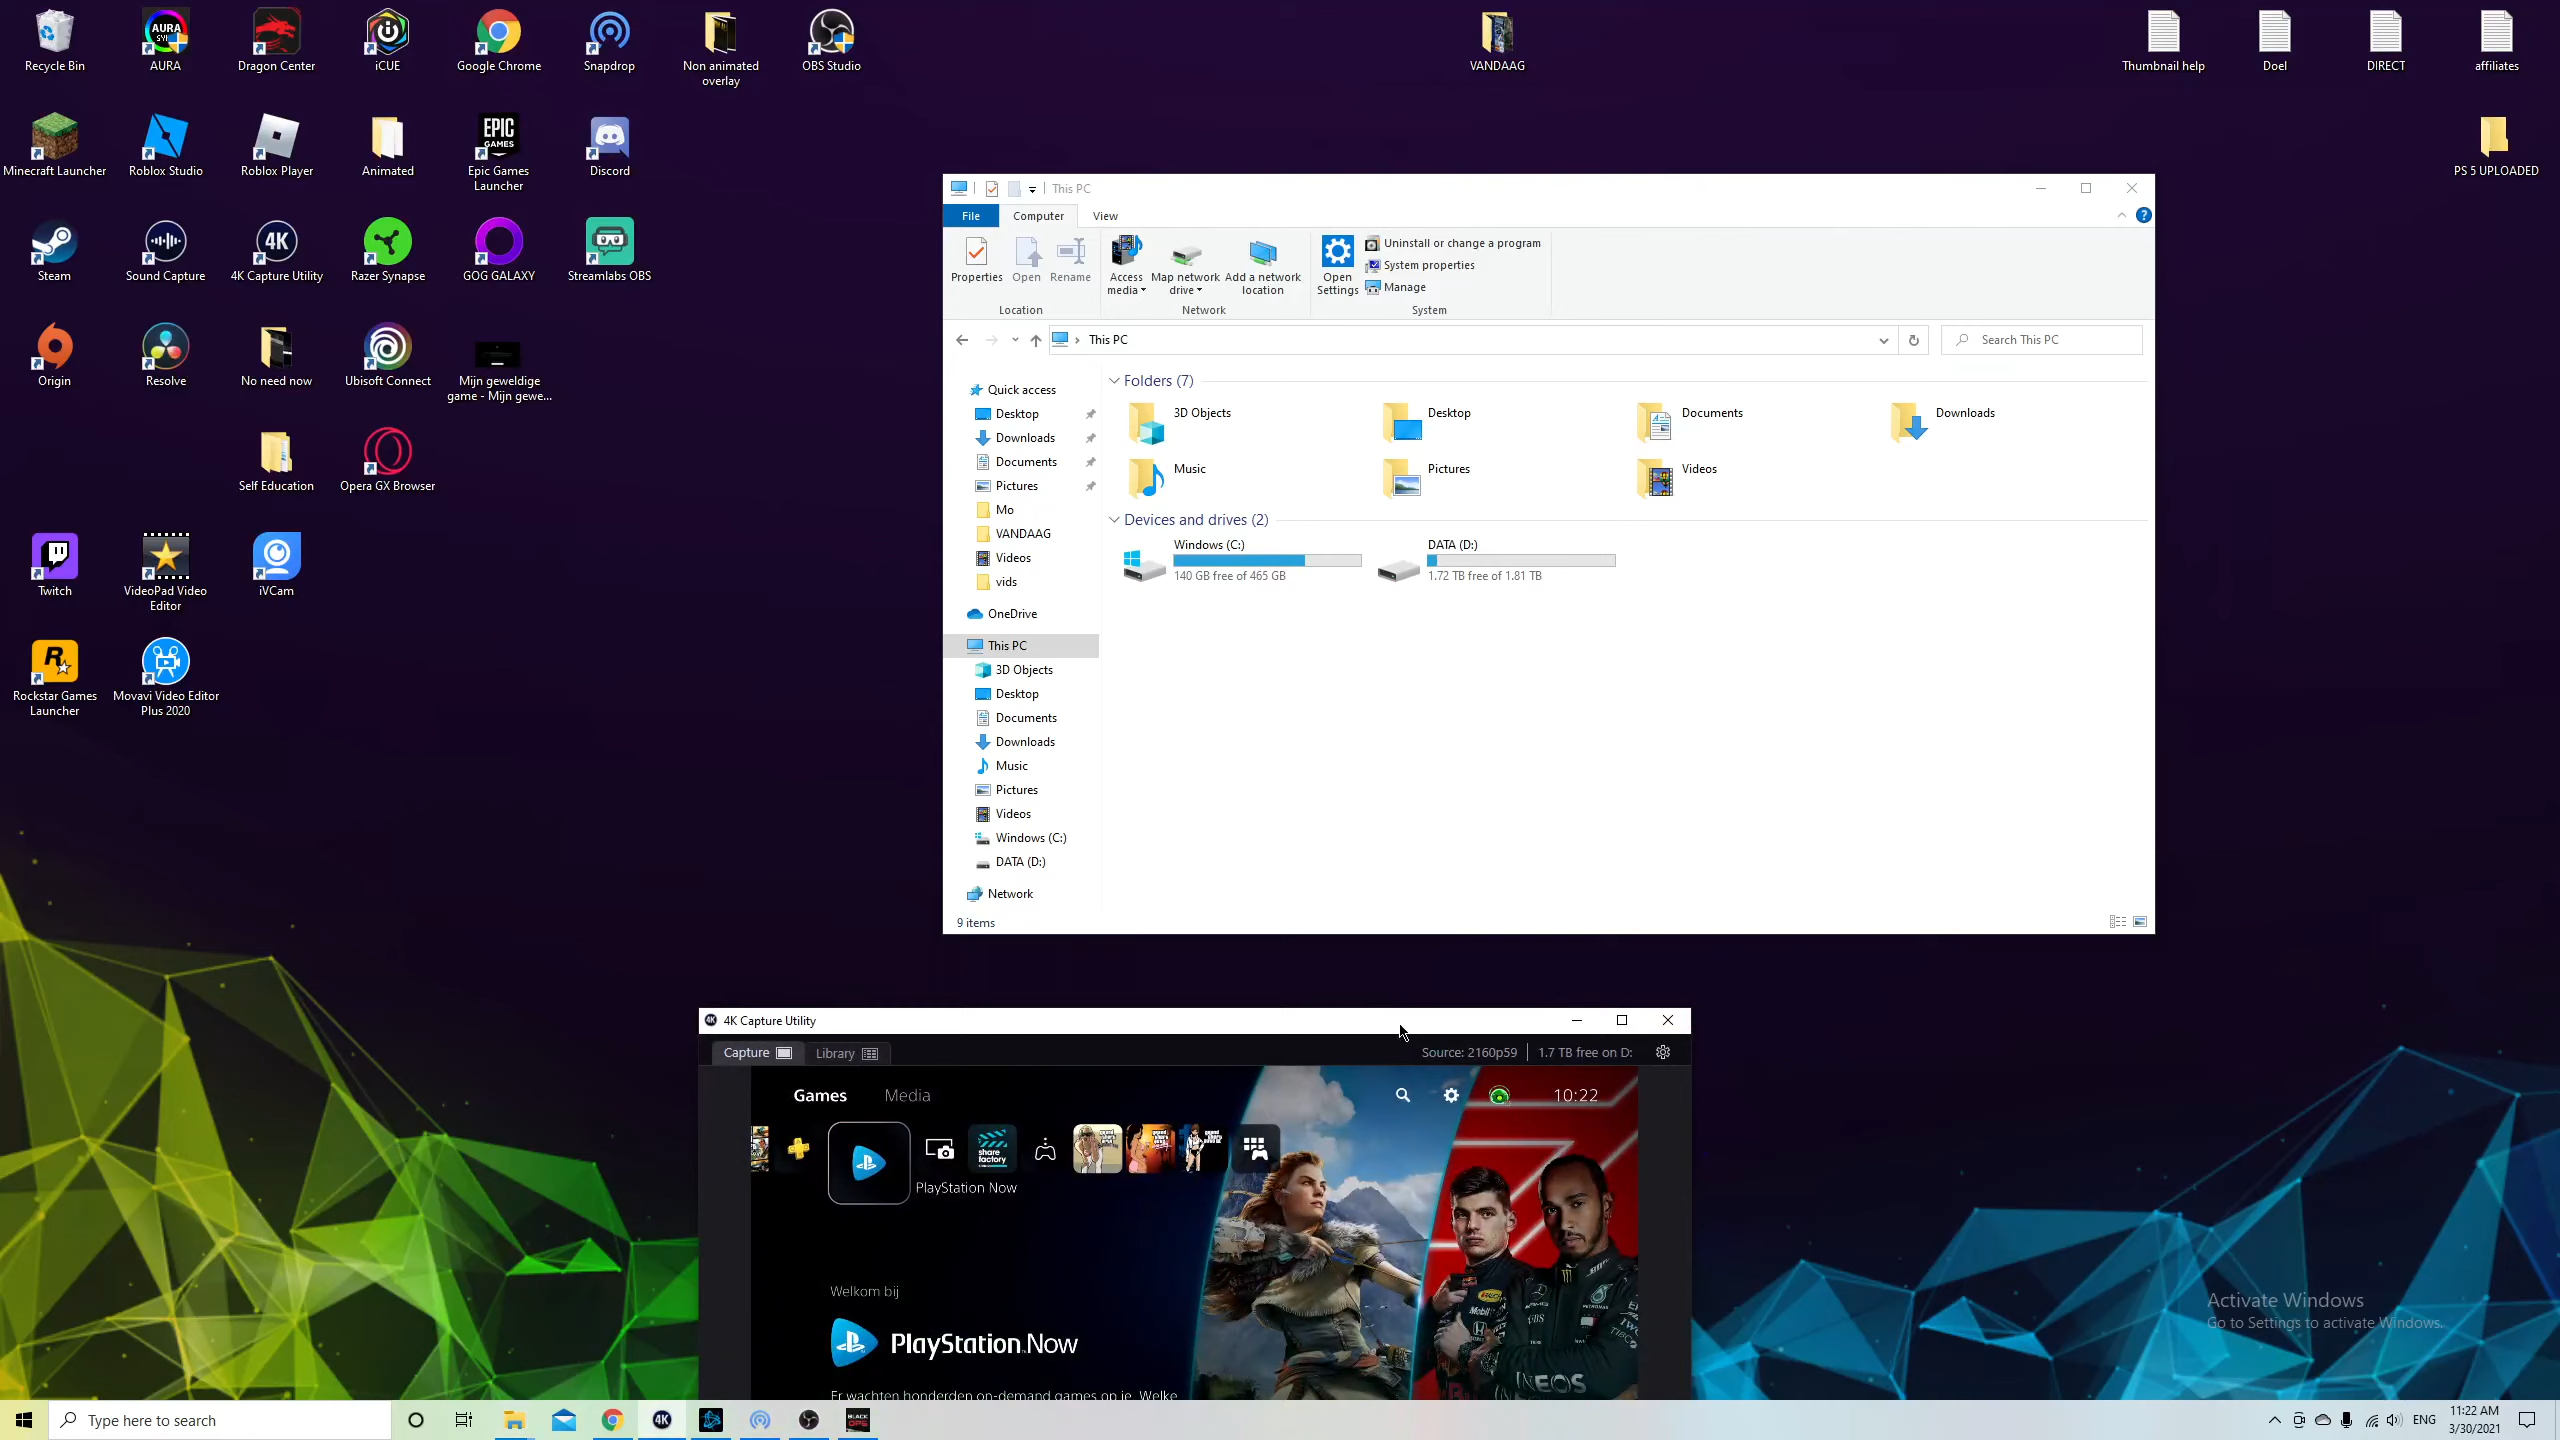 Recycle Bin
AURA
Dragon Center
iCUE
Google Chrome
Snapdrop
Non animated
overlay
OBS Studio
VANDAAG
Thumbnail help
Doel
DIRECT
affiliates
Minecraft Launcher
Roblox Studio
Roblox Player
Animated
EPIC
GAMES
Epic Games
Launcher
Discord
PS 5 UPLOADED
Steam
Sound Capture
4K
4K Capture Utility
Razer Synapse
GOG GALAXY
Streamlabs OBS
Origin
Resolve
No need now
Ubisoft Connect
Mijn geweldige
game - Mijn gewe...
Self Education
Opera GX Browser
Twitch
VideoPad Video
Editor
iVCam
Rockstar Games
Launcher
Movavi Video Editor
Plus 2020
This PC
File
Computer
View
Properties
Open
Rename
Access
media
Map network
drive
Add a network
location
Open
Settings
Uninstall or change a program
System properties
Manage
Location
Network
System
This PC
Search This PC
Quick access
Desktop
Downloads
Documents
Pictures
Mo
VANDAAG
Videos
vids
OneDrive
This PC
3D Objects
Desktop
Documents
Downloads
Music
Pictures
Videos
Windows (C:)
DATA (D:)
Network
Folders (7)
3D Objects
Desktop
Documents
Downloads
Music
Pictures
Videos
Devices and drives (2)
Windows (C:)
140 GB free of 465 GB
DATA (D:)
1.72 TB free of 1.81 TB
9 items
4K Capture Utility
Capture
Library
Source: 2160p59
1.7 TB free on D:
Games
Media
10:22
share
factory
PlayStation Now
Welkom bij
PlayStation Now
Er wachten honderden on-demand games op je. Welke
INEOS
Activate Windows
Go to Settings to activate Windows.
Type here to search
4K
BLACK
OPS
ENG
11:22 AM
3/30/2021